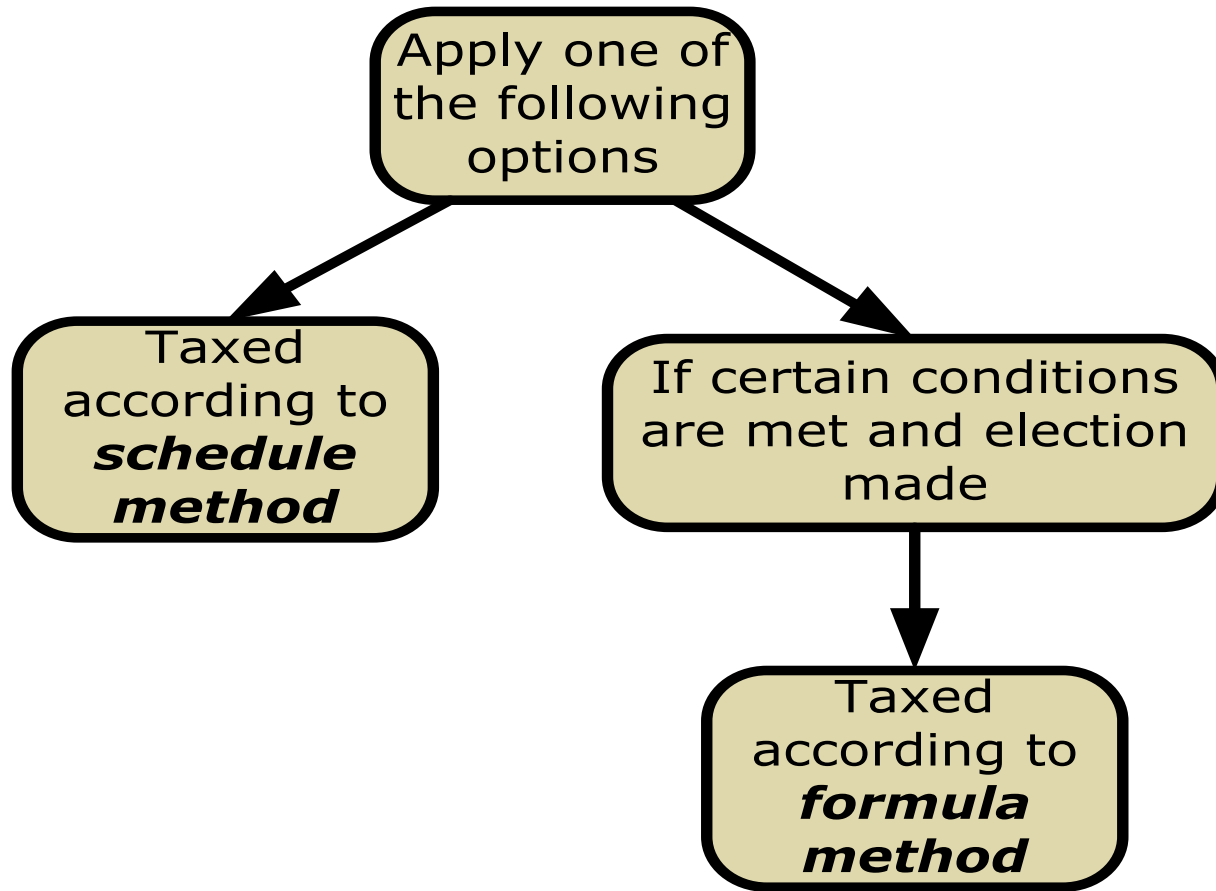 Apply one of
the following
options
Taxed
according to
schedule
method
If certain conditions
are met and election
made
Taxed
according to
formula
method